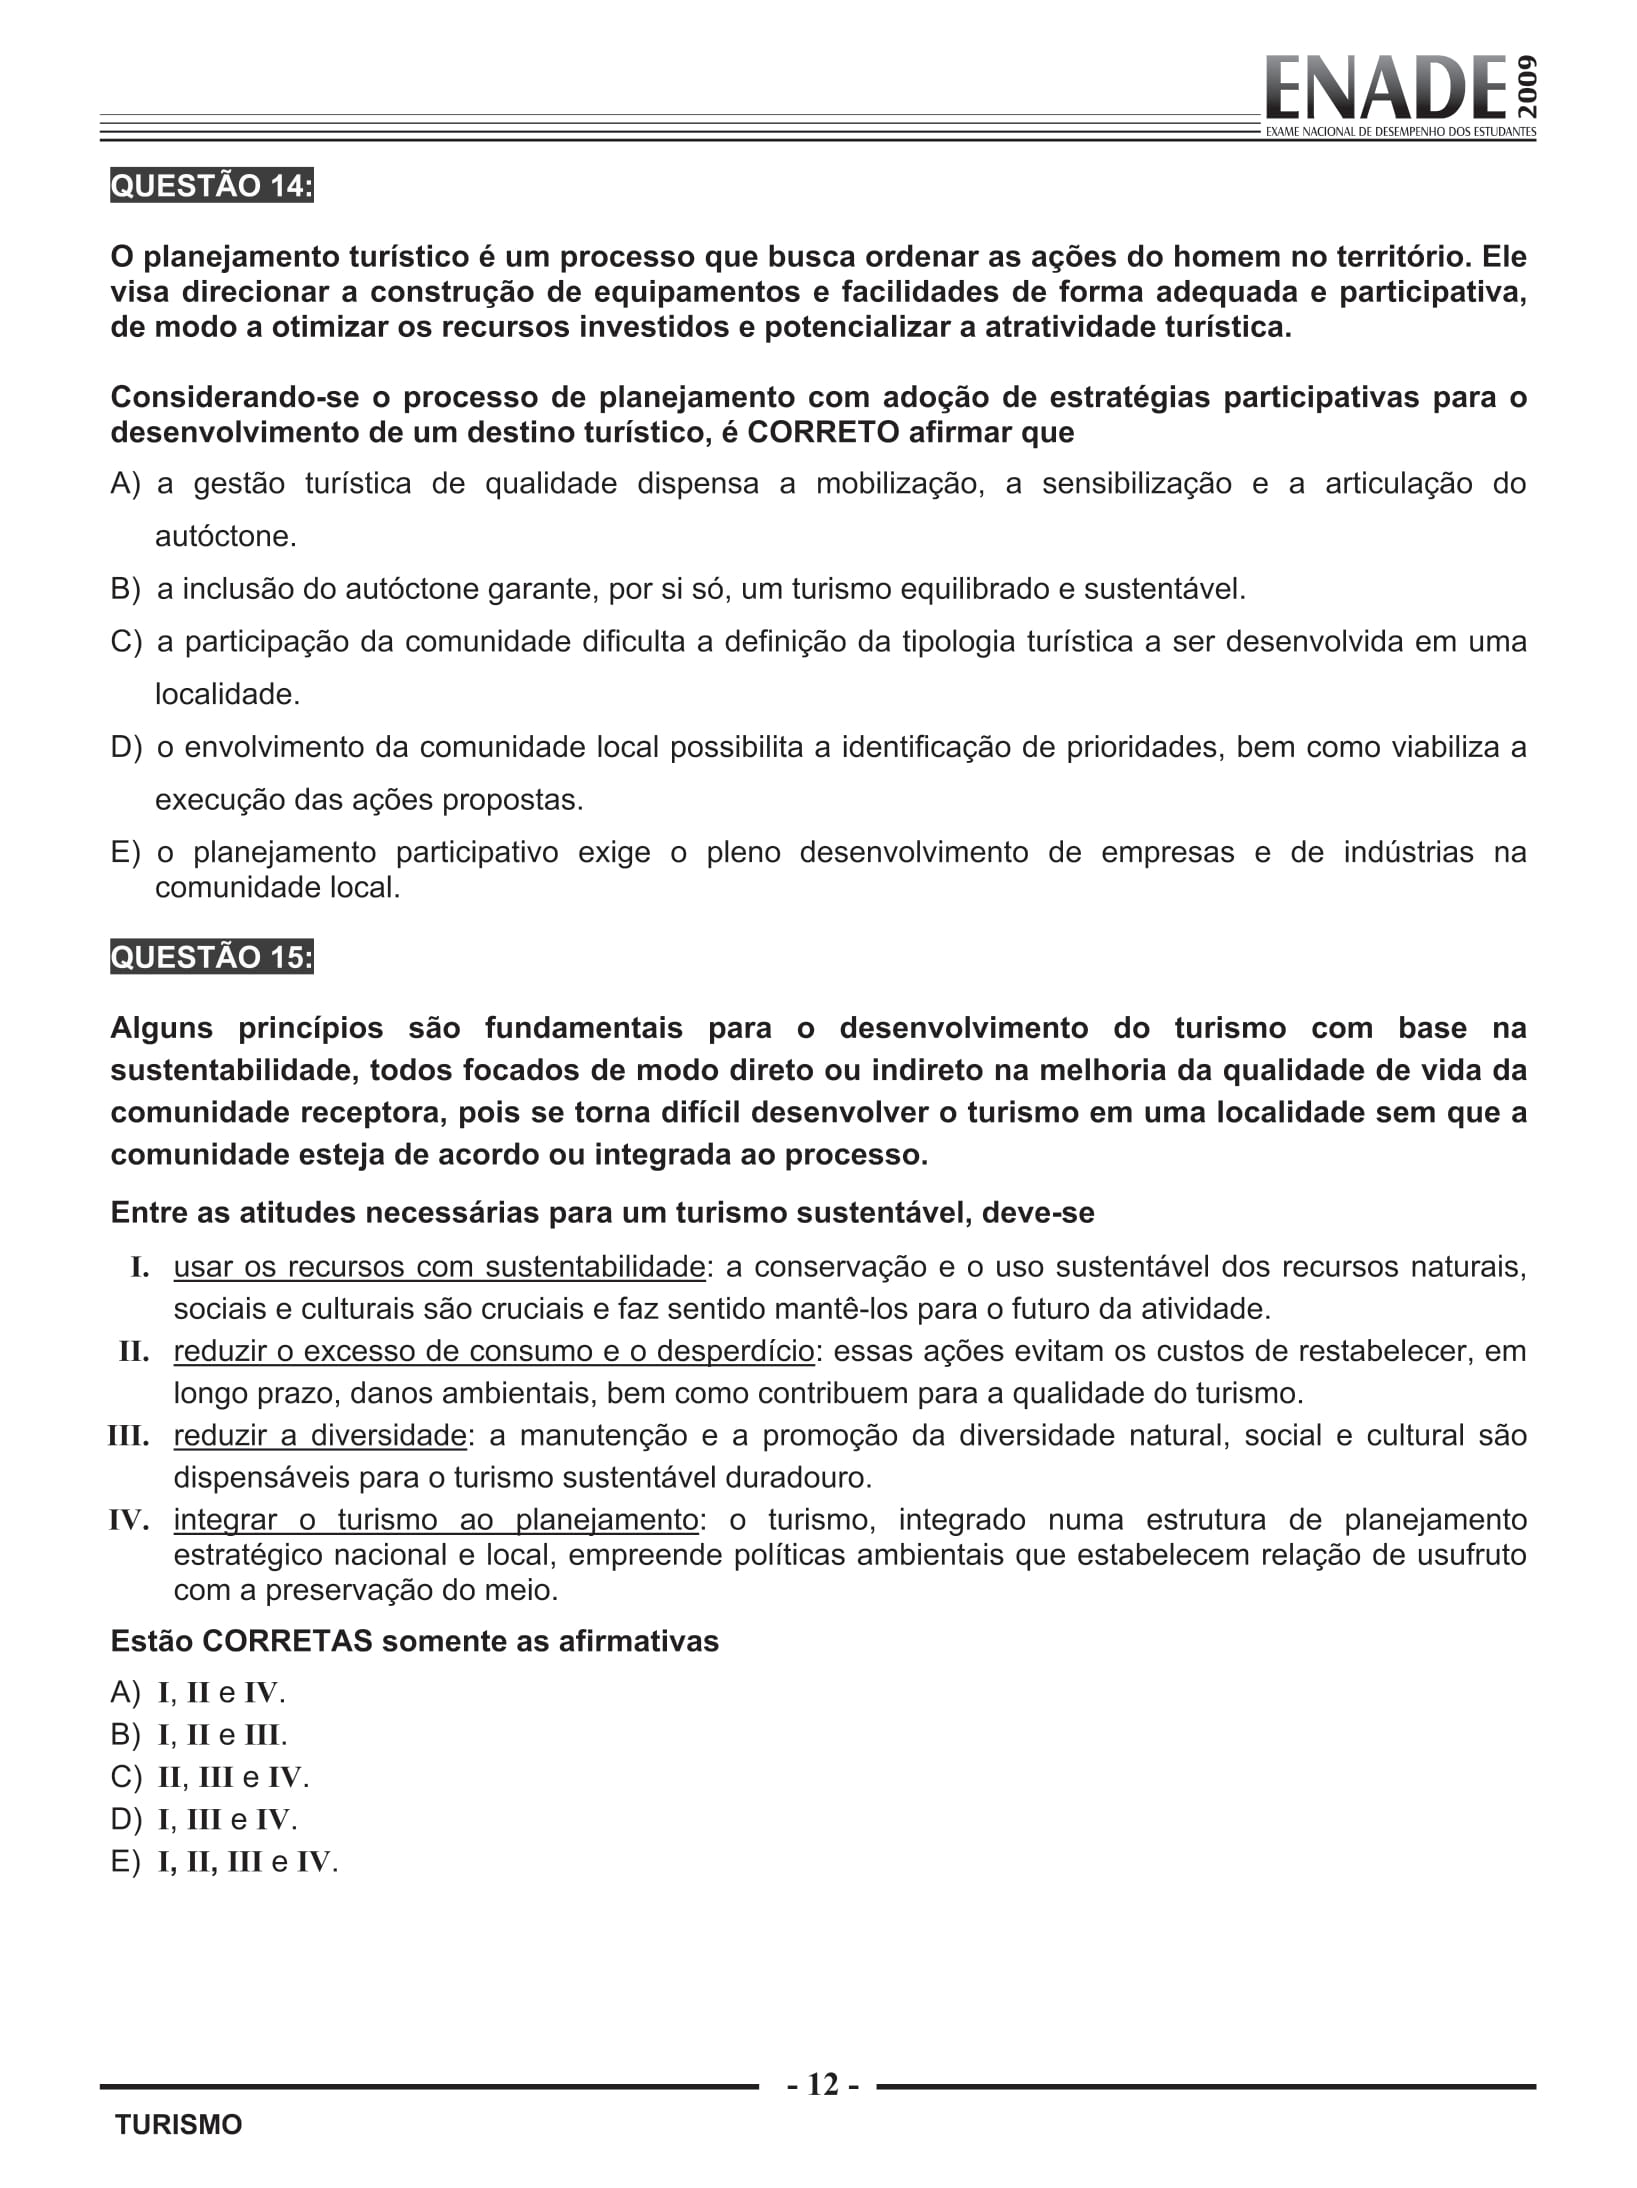 ENADE 2009
EXAME NACIONAL DE DESEMPENHO DOS ESTUDANTES
QUESTÃO 14:
O planejamento turístico é um processo que busca ordenar as ações do homem no território. Ele
visa direcionar a construção de equipamentos e facilidades de forma adequada e participativa,
de modo a otimizar os recursos investidos e potencializar a atratividade turística.
Considerando-se o processo de planejamento com adoção de estratégias participativas para o
desenvolvimento de um destino turístico, é CORRETO afirmar que
A) a gestão turística de qualidade dispensa a mobilização, a sensibilização e a articulação do
autóctone.
B) a inclusão do autóctone garante, por si só, um turismo equilibrado e sustentável.
C) a participação da comunidade dificulta a definição da tipologia turística a ser desenvolvida em uma
localidade.
D) o envolvimento da comunidade local possibilita a identificação de prioridades, bem como viabiliza a
execução das ações propostas.
E) o planejamento participativo exige o pleno desenvolvimento de empresas e de indústrias na
comunidade local.
QUESTÃO 15:
Alguns princípios são fundamentais para o desenvolvimento do turismo com base na
sustentabilidade, todos focados de modo direto ou indireto na melhoria da qualidade de vida da
comunidade receptora, pois se torna difícil desenvolver o turismo em uma localidade sem que a
comunidade esteja de acordo ou integrada ao processo.
Entre as atitudes necessárias para um turismo sustentável, deve-se
I. usar os recursos com sustentabilidade: a conservação e o uso sustentável dos recursos naturais,
sociais e culturais são cruciais e faz sentido mantê-los para o futuro da atividade.
II. reduzir o excesso de consumo e o desperdício: essas ações evitam os custos de restabelecer, em
longo prazo, danos ambientais, bem como contribuem para a qualidade do turismo.
III. reduzir a diversidade: a manutenção e a promoção da diversidade natural, social e cultural são
dispensáveis para o turismo sustentável duradouro.
IV. integrar o turismo ao planejamento: o turismo, integrado numa estrutura de planejamento
estratégico nacional e local, empreende políticas ambientais que estabelecem relação de usufruto
com a preservação do meio.
Estão CORRETAS somente as afirmativas
A) I, II e IV.
B) I, II e III.
C) II, III e IV.
D) I, III e IV.
E) I, II, III e IV.
- 12 -
TURISMO